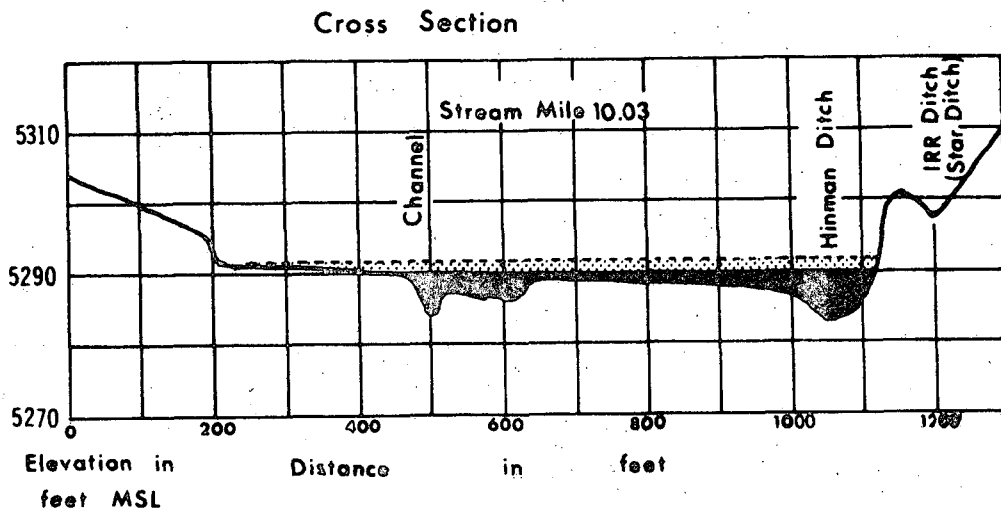 Cross Section
Stream Mile 10.03
Channel
Hinman Ditch
IRR Ditch
(Star Ditch)
5310
5290
5270
0 200 400 600 800 1000 1200
Elevation in
feet MSL
Distance in feet